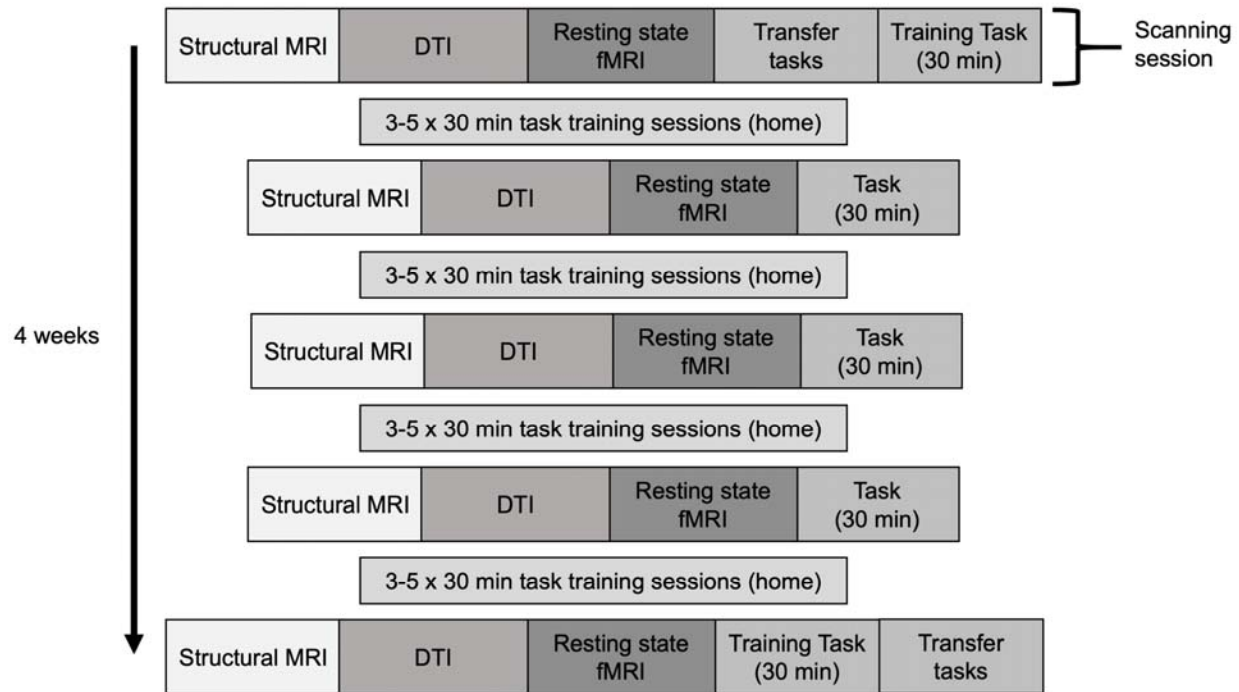 Structural MRI
DTI
Resting state
fMRI
Transfer
tasks
Training Task
(30 min)
Scanning
session
3-5 x 30 min task training sessions (home)
Structural MRI
DTI
Resting state
fMRI
Task
(30 min)
3-5 x 30 min task training sessions (home)
4 weeks
Structural MRI
DTI
Resting state
fMRI
Task
(30 min)
3-5 x 30 min task training sessions (home)
Structural MRI
DTI
Resting state
fMRI
Task
(30 min)
3-5 x 30 min task training sessions (home)
Structural MRI
DTI
Resting state
fMRI
Training Task
(30 min)
Transfer
tasks